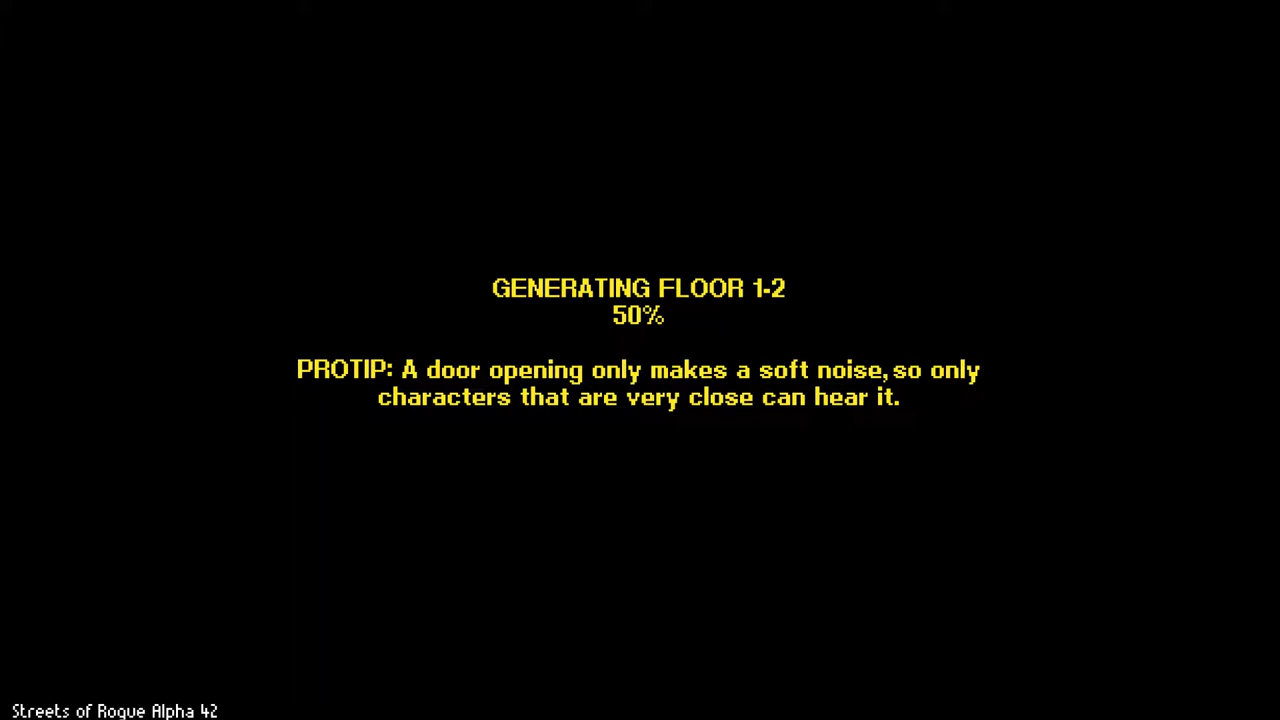 GENERATING FLOOR 1-2
50%
PROTIP: A door opening only makes a soft noise, so only
characters that are very close can hear it.
Streets of Rogue Alpha 42